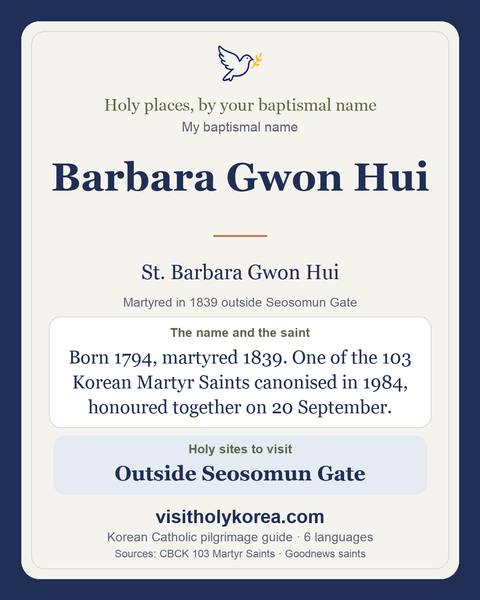 Holy places, by your baptismal name
My baptismal name
Barbara Gwon Hui
St. Barbara Gwon Hui
Martyred in 1839 outside Seosomun Gate
The name and the saint
Born 1794, martyred 1839. One of the 103
Korean Martyr Saints canonised in 1984,
honoured together on 20 September.
Holy sites to visit
Outside Seosomun Gate
visitholykorea.com
Korean Catholic pilgrimage guide · 6 languages
Sources: CBCK 103 Martyr Saints · Goodnews saints